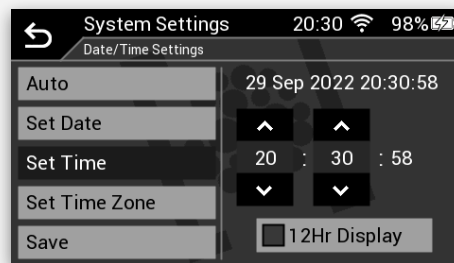 System Settings 20:30 98%
Date/Time Settings
Auto
Set Date
Set Time
Set Time Zone
Save
29 Sep 2022 20:30:58
20 : 30 : 58
12Hr Display